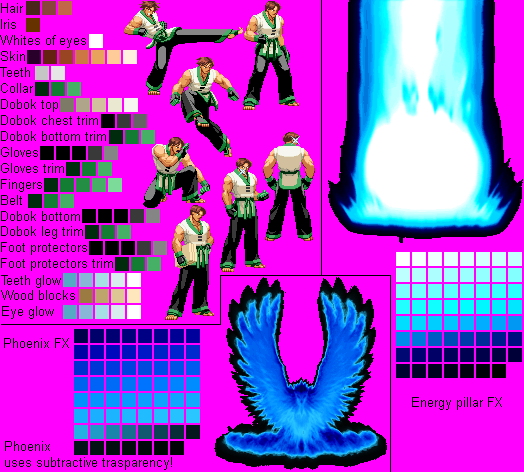 Hair
Iris
Whites of eyes
Skin
Teeth
Collar
Dobok top
Dobok chest trim
Dobok bottom trim
Gloves
Gloves trim
Fingers
Belt
Dobok bottom
Dobok leg trim
Foot protectors
Foot protectors trim
Teeth glow
Wood blocks
Eye glow
Phoenix FX
Phoenix
uses subtractive trasparency!
Energy pillar FX